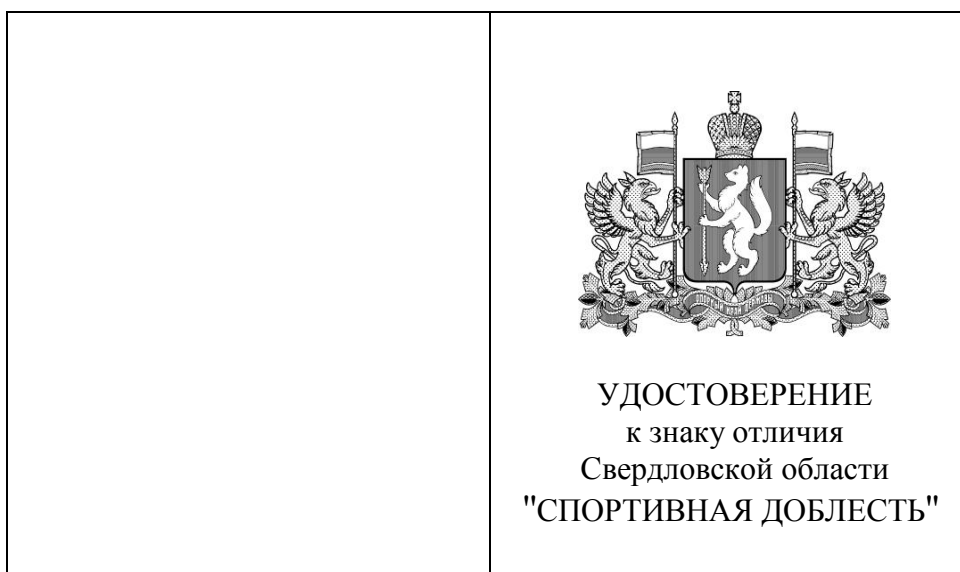 УДОСТОВЕРЕНИЕ
к знаку отличия
Свердловской области
"СПОРТИВНАЯ ДОБЛЕСТЬ"